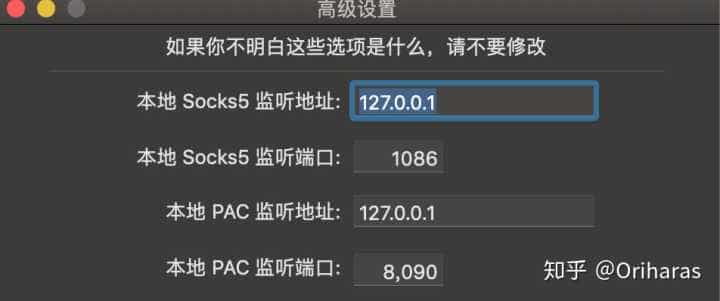 高级设置
如果你不明白这些选项是什么，请不要修改
本地 Socks5 监听地址: 127.0.0.1
本地 Socks5 监听端口: 1086
本地 PAC 监听地址: 127.0.0.1
本地 PAC 监听端口: 8,090
知乎 @Oriharas